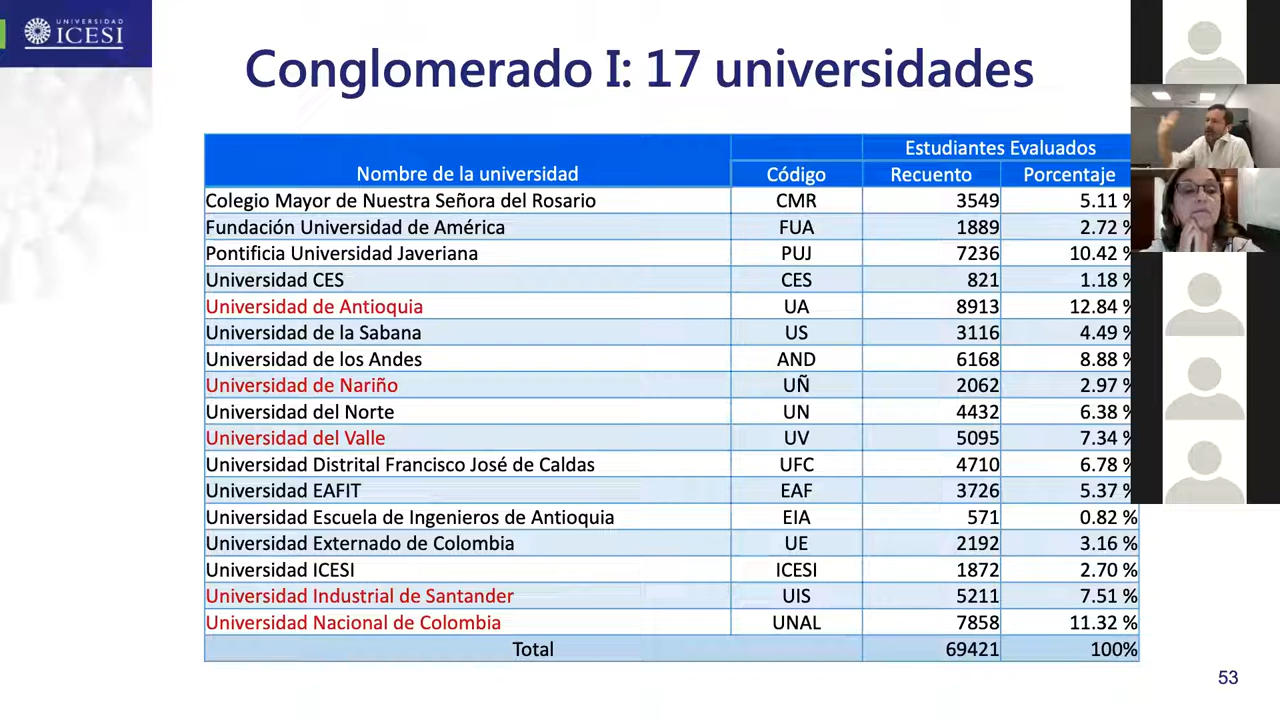 UNIVERSIDAD
ICESI
Conglomerado I: 17 universidades
Estudiantes Evaluados
Nombre de la universidad Código Recuento Porcentaje
Colegio Mayor de Nuestra Señora del Rosario CMR 3549 5.11 %
Fundación Universidad de América FUA 1889 2.72 %
Pontificia Universidad Javeriana PUJ 7236 10.42 %
Universidad CES CES 821 1.18 %
Universidad de Antioquia UA 8913 12.84 %
Universidad de la Sabana US 3116 4.49 %
Universidad de los Andes AND 6168 8.88 %
Universidad de Nariño UÑ 2062 2.97 %
Universidad del Norte UN 4432 6.38 %
Universidad del Valle UV 5095 7.34 %
Universidad Distrital Francisco José de Caldas UFC 4710 6.78 %
Universidad EAFIT EAF 3726 5.37 %
Universidad Escuela de Ingenieros de Antioquia EIA 571 0.82 %
Universidad Externado de Colombia UE 2192 3.16 %
Universidad ICESI ICESI 1872 2.70 %
Universidad Industrial de Santander UIS 5211 7.51 %
Universidad Nacional de Colombia UNAL 7858 11.32 %
Total 69421 100%
53